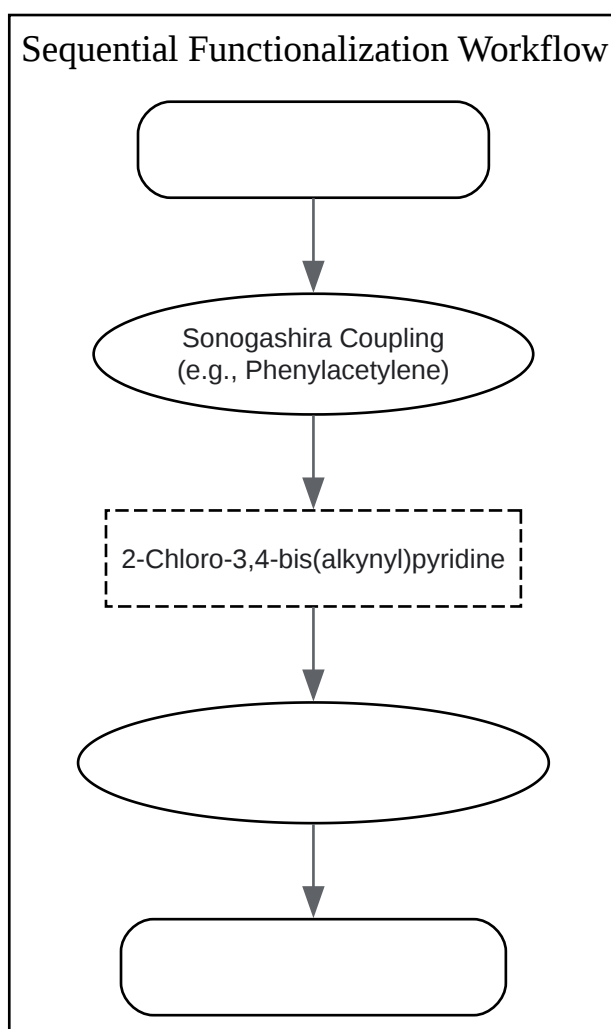 Sequential Functionalization Workflow
Sonogashira Coupling
(e.g., Phenylacetylene)
2-Chloro-3,4-bis(alkynyl)pyridine